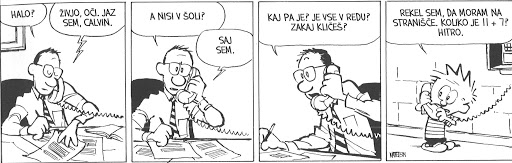 HALO?
ŽIVJO, OČI. JAZ
SEM, CALVIN.
A NISI V ŠOLI?
SAJ
SEM.
KAJ PA JE? JE VSE V REDU?
ZAKAJ KLIČEŠ?
REKEL SEM, DA MORAM NA
STRANIŠČE. KOLIKO JE 11 + 7?
HITRO.